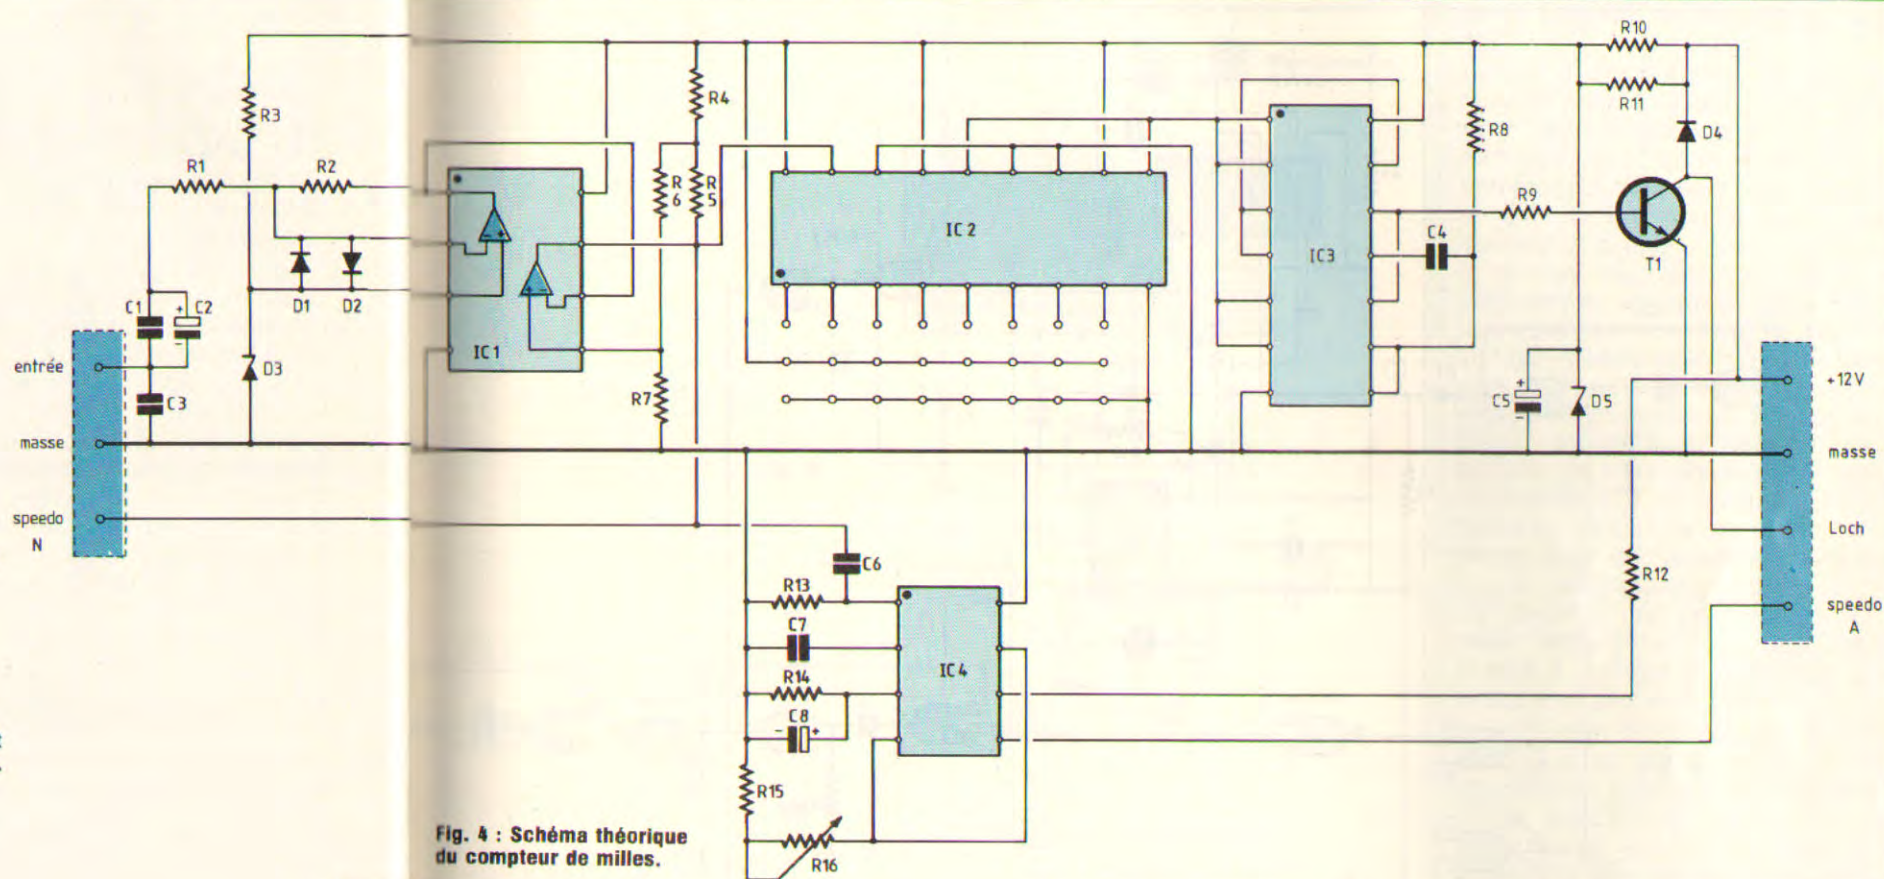 R10
R11
D4
R3
R4
R8
R1
R2
R
6
R
5
R9
IC 2
C4
IC3
T1
D1
D2
C1
+
C2
-
entrée
IC 1
D3
+12V
C3
R7
+
C5
-
D5
masse
masse
speedo
N
Loch
C6
R12
R13
speedo
A
C7
IC 4
R14
C8
-
+
R15
Fig. 4 : Schéma théorique
du compteur de milles.
R16